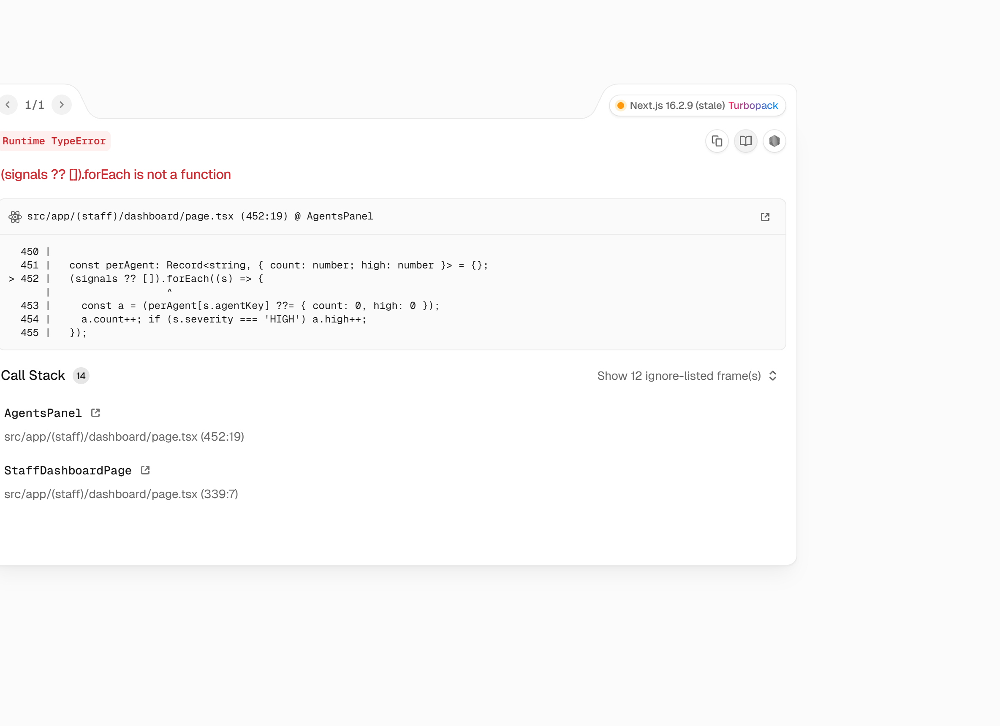 1/1
Next.js 16.2.9 (stale) Turbopack
Runtime TypeError
(signals ?? []).forEach is not a function
src/app/(staff)/dashboard/page.tsx (452:19) @ AgentsPanel
450 |
451 |   const perAgent: Record<string, { count: number; high: number }> = {};
> 452 |   (signals ?? []).forEach((s) => {
|                   ^
453 |     const a = (perAgent[s.agentKey] ??= { count: 0, high: 0 });
454 |     a.count++; if (s.severity === 'HIGH') a.high++;
455 |   });
Call Stack 14
Show 12 ignore-listed frame(s)
AgentsPanel
src/app/(staff)/dashboard/page.tsx (452:19)
StaffDashboardPage
src/app/(staff)/dashboard/page.tsx (339:7)